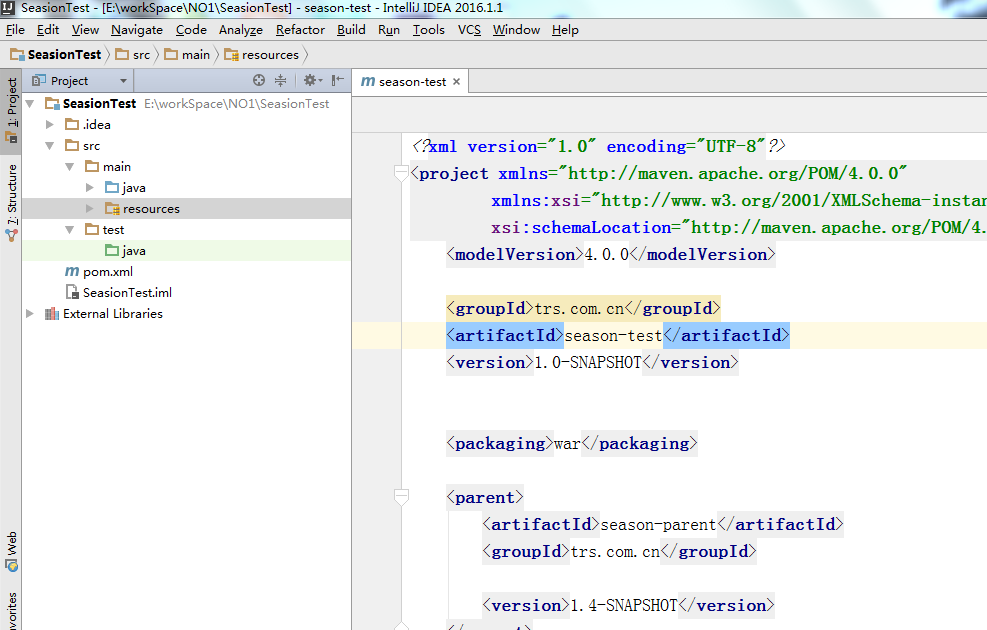 SeasionTest - [E:\workSpace\NO1\SeasionTest] - season-test - IntelliJ IDEA 2016.1.1
File Edit View Navigate Code Analyze Refactor Build Run Tools VCS Window Help
SeasionTest src main resources
1: Project
7: Structure
Web
Project
SeasionTest E:\workSpace\NO1\SeasionTest
.idea
src
main
java
resources
test
java
pom.xml
SeasionTest.iml
External Libraries
season-test
<?xml version="1.0" encoding="UTF-8"?>
<project xmlns="http://maven.apache.org/POM/4.0.0"
xmlns:xsi="http://www.w3.org/2001/XMLSchema-instan
xsi:schemaLocation="http://maven.apache.org/POM/4.
<modelVersion>4.0.0</modelVersion>
<groupId>trs.com.cn</groupId>
<artifactId>season-test</artifactId>
<version>1.0-SNAPSHOT</version>
<packaging>war</packaging>
<parent>
<artifactId>season-parent</artifactId>
<groupId>trs.com.cn</groupId>
<version>1.4-SNAPSHOT</version>